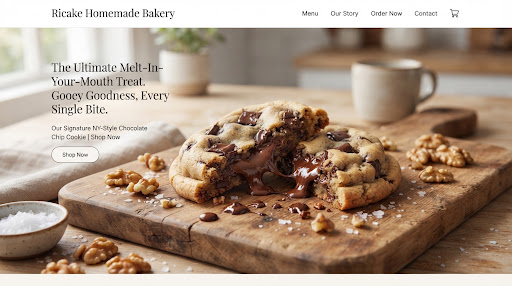 Ricake Homemade Bakery
Menu
Our Story
Order Now
Contact
The Ultimate Melt-In-
Your-Mouth Treat.
Gooey Goodness, Every
Single Bite.
Our Signature NY-Style Chocolate
Chip Cookie | Shop Now
Shop Now